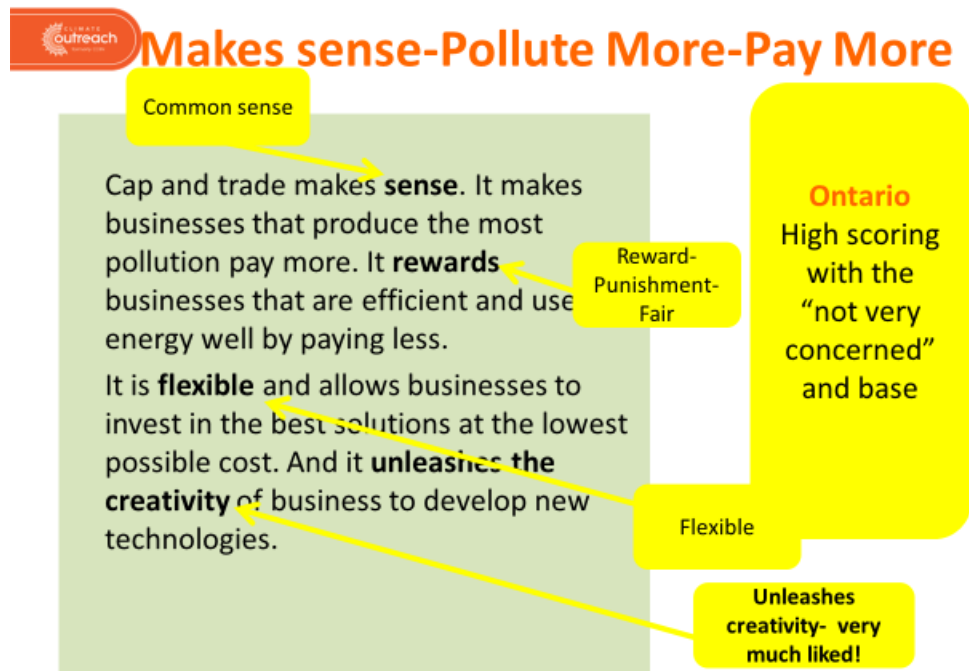 CLIMATE
outreach
Makes sense-Pollute More-Pay More
Common sense
Cap and trade makes sense. It makes
businesses that produce the most
pollution pay more. It rewards
businesses that are efficient and use
energy well by paying less.
It is flexible and allows businesses to
invest in the best solutions at the lowest
possible cost. And it unleashes the
creativity of business to develop new
technologies.
Reward-
Punishment-
Fair
Ontario
High scoring
with the
“not very
concerned”
and base
Flexible
Unleashes
creativity- very
much liked!